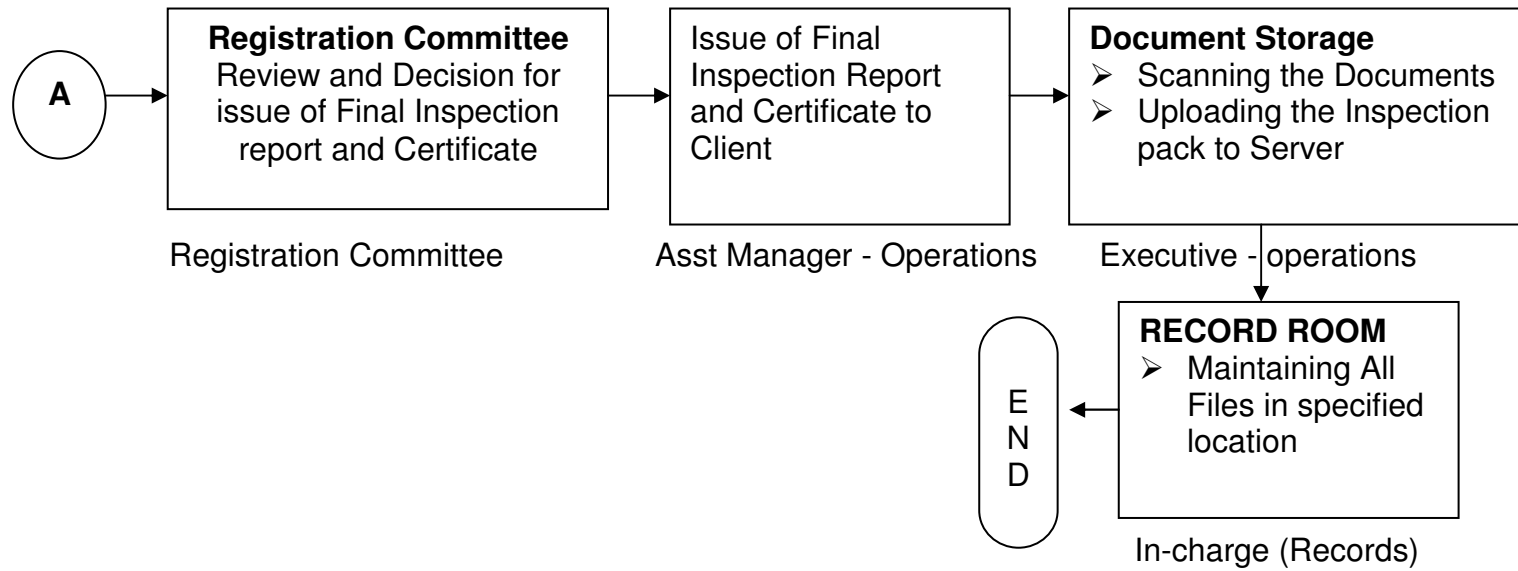 A
Registration Committee
Review and Decision for
issue of Final Inspection
report and Certificate
Registration Committee
Issue of Final
Inspection Report
and Certificate to
Client
Asst Manager - Operations
Document Storage
➢ Scanning the Documents
➢ Uploading the Inspection
pack to Server
Executive - operations
RECORD ROOM
➢ Maintaining All
Files in specified
location
In-charge (Records)
E
N
D